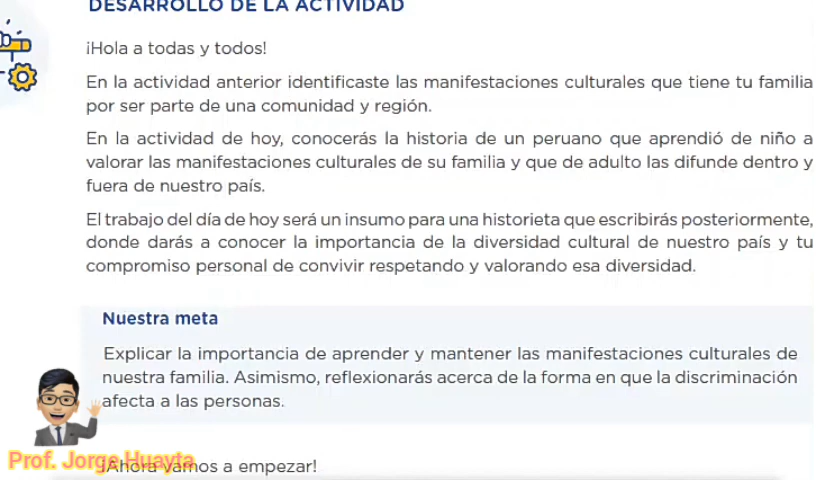 DESARROLLO DE LA ACTIVIDAD
¡Hola a todas y todos!
En la actividad anterior identificaste las manifestaciones culturales que tiene tu familia
por ser parte de una comunidad y región.
En la actividad de hoy, conocerás la historia de un peruano que aprendió de niño a
valorar las manifestaciones culturales de su familia y que de adulto las difunde dentro y
fuera de nuestro país.
El trabajo del día de hoy será un insumo para una historieta que escribirás posteriormente,
donde darás a conocer la importancia de la diversidad cultural de nuestro país y tu
compromiso personal de convivir respetando y valorando esa diversidad.
Nuestra meta
Explicar la importancia de aprender y mantener las manifestaciones culturales de
nuestra familia. Asimismo, reflexionarás acerca de la forma en que la discriminación
afecta a las personas.
Prof. Jorge Huayta
¡Ahora vamos a empezar!